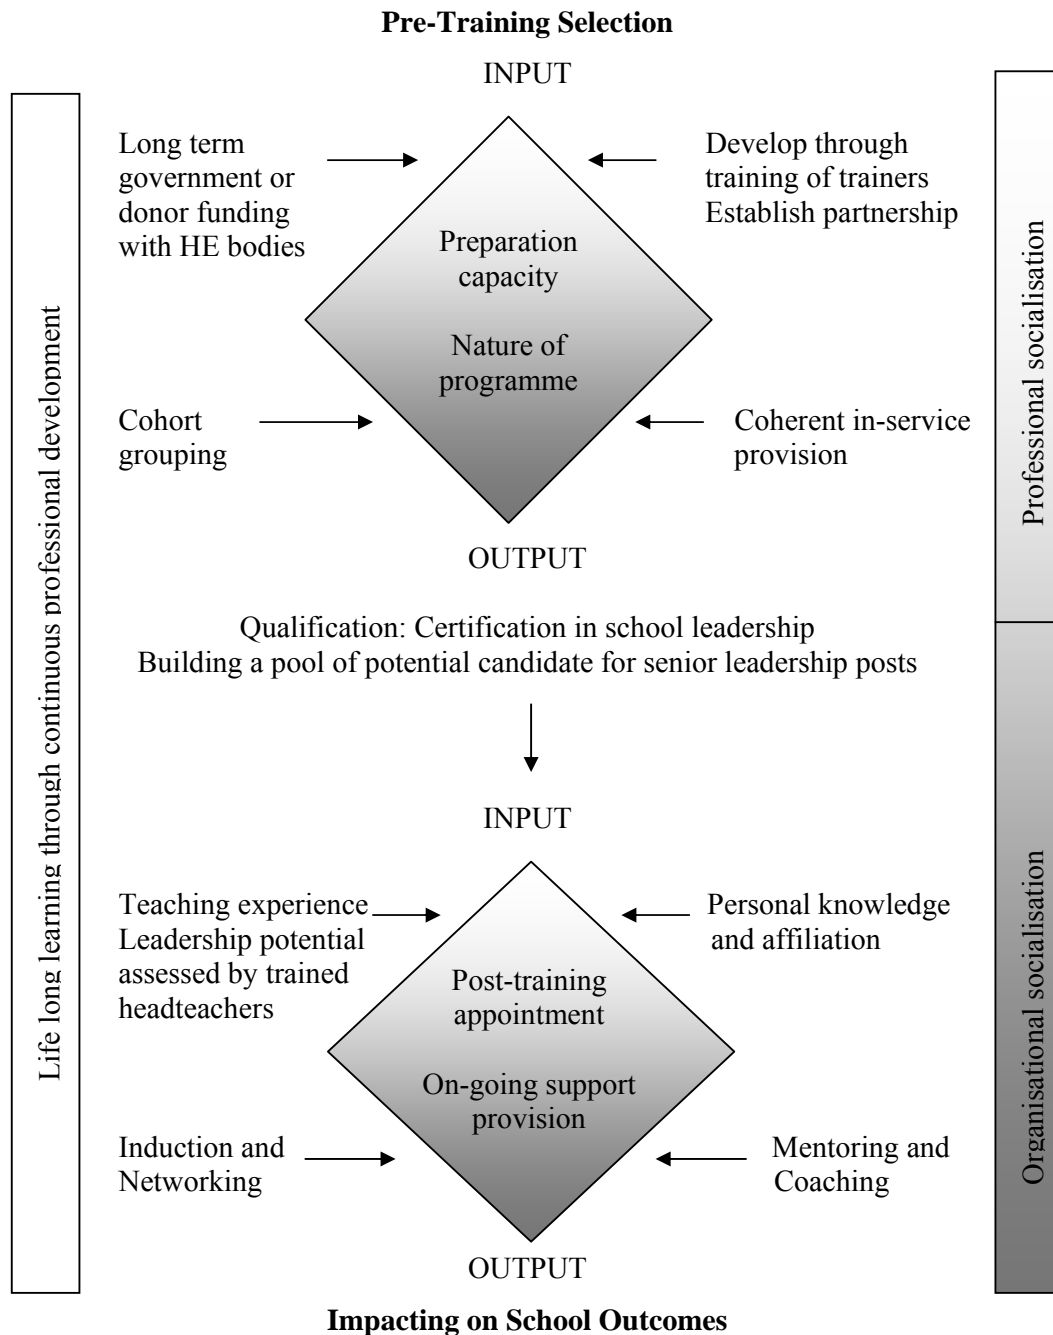 Pre-Training Selection
INPUT
Long term
government or
donor funding
with HE bodies
Develop through
training of trainers
Establish partnership
Preparation
capacity
Nature of
programme
Cohort
grouping
Coherent in-service
provision
OUTPUT
Qualification: Certification in school leadership
Building a pool of potential candidate for senior leadership posts
INPUT
Teaching experience
Leadership potential
assessed by trained
headteachers
Personal knowledge
and affiliation
Post-training
appointment
On-going support
provision
Induction and
Networking
Mentoring and
Coaching
OUTPUT
Impacting on School Outcomes
Life long learning through continuous professional development
Professional socialisation
Organisational socialisation